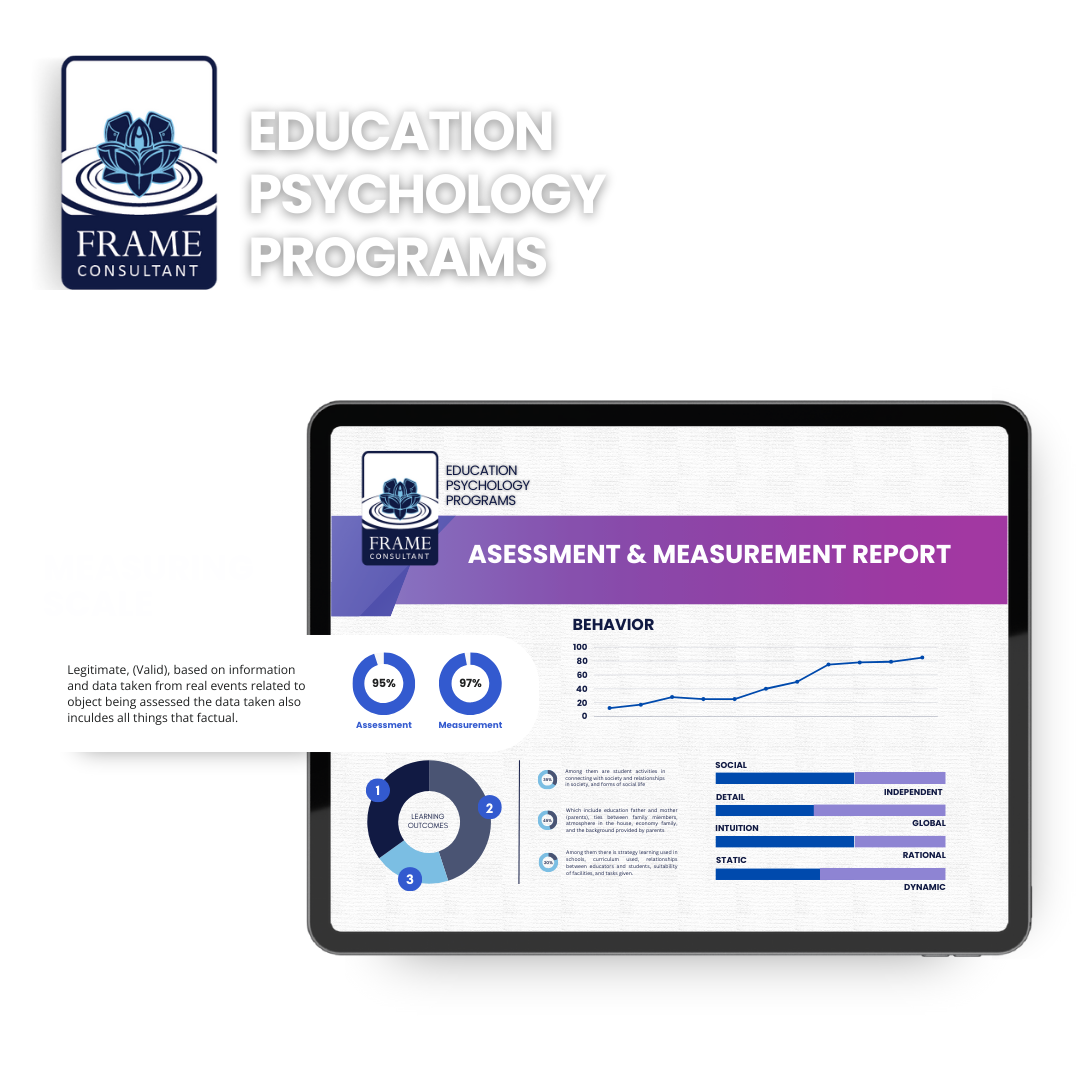 FRAME
CONSULTANT
EDUCATION
PSYCHOLOGY
PROGRAMS
FRAME
CONSULTANT
EDUCATION
PSYCHOLOGY
PROGRAMS
ASESSMENT & MEASUREMENT REPORT
BEHAVIOR
100
80
60
40
20
0
Legitimate, (Valid), based on information
and data taken from real events related to
object being assessed the data taken also
inculdes all things that factual.
95%
Assessment
97%
Measurement
1
2
3
LEARNING
OUTCOMES
Among them are student activities in
connecting with society and relationships
in society, and forms of social life
Which include education father and mother
(parents), ties between family members,
atmosphere in the house, economy family,
and the background provided by parents
30%
Among them there is strategy learning used in
schools, curriculum used, relationships
between educators and students, suitability
of facilities, and tasks given.
SOCIAL
INDEPENDENT
DETAIL
GLOBAL
INTUITION
RATIONAL
STATIC
DYNAMIC